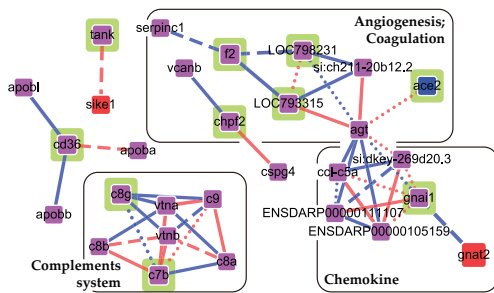 Angiogenesis;
Coagulation
serpinc1
tank
f2
LOC798231
vcanb
si:ch211-20b12.2
ace2
apobl
sike1
LOC793315
chpf2
agt
cd36
apoba
cspg4
si:dkey-269d20.3
ccl-c5a
gnai1
c8g
vtna
c9
apobb
ENSDARP00000111107
vtnb
ENSDARP00000105159
c8b
gnat2
c8a
c7b
Complements
system
Chemokine